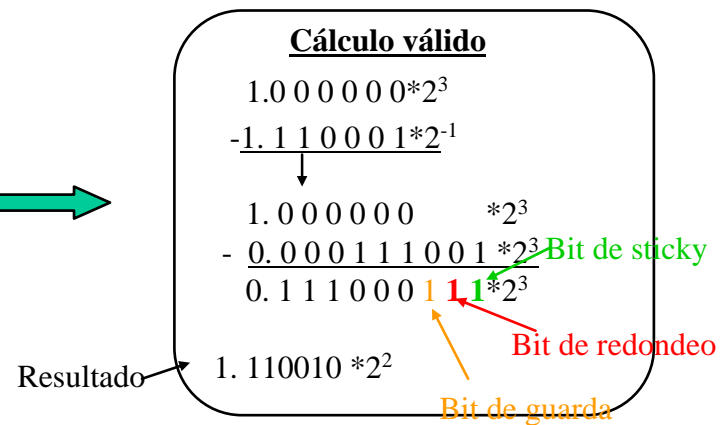 Cálculo válido
1.0 0 0 0 0 0*2³
-1. 1 1 0 0 0 1*2⁻¹
1. 0 0 0 0 0 0 *2³
- 0. 0 0 0 1 1 1 0 0 1 *2³ Bit de sticky
0. 1 1 1 0 0 0 1 1 1*2³
Bit de redondeo
Resultado 1. 110010 *2²
Bit de guarda